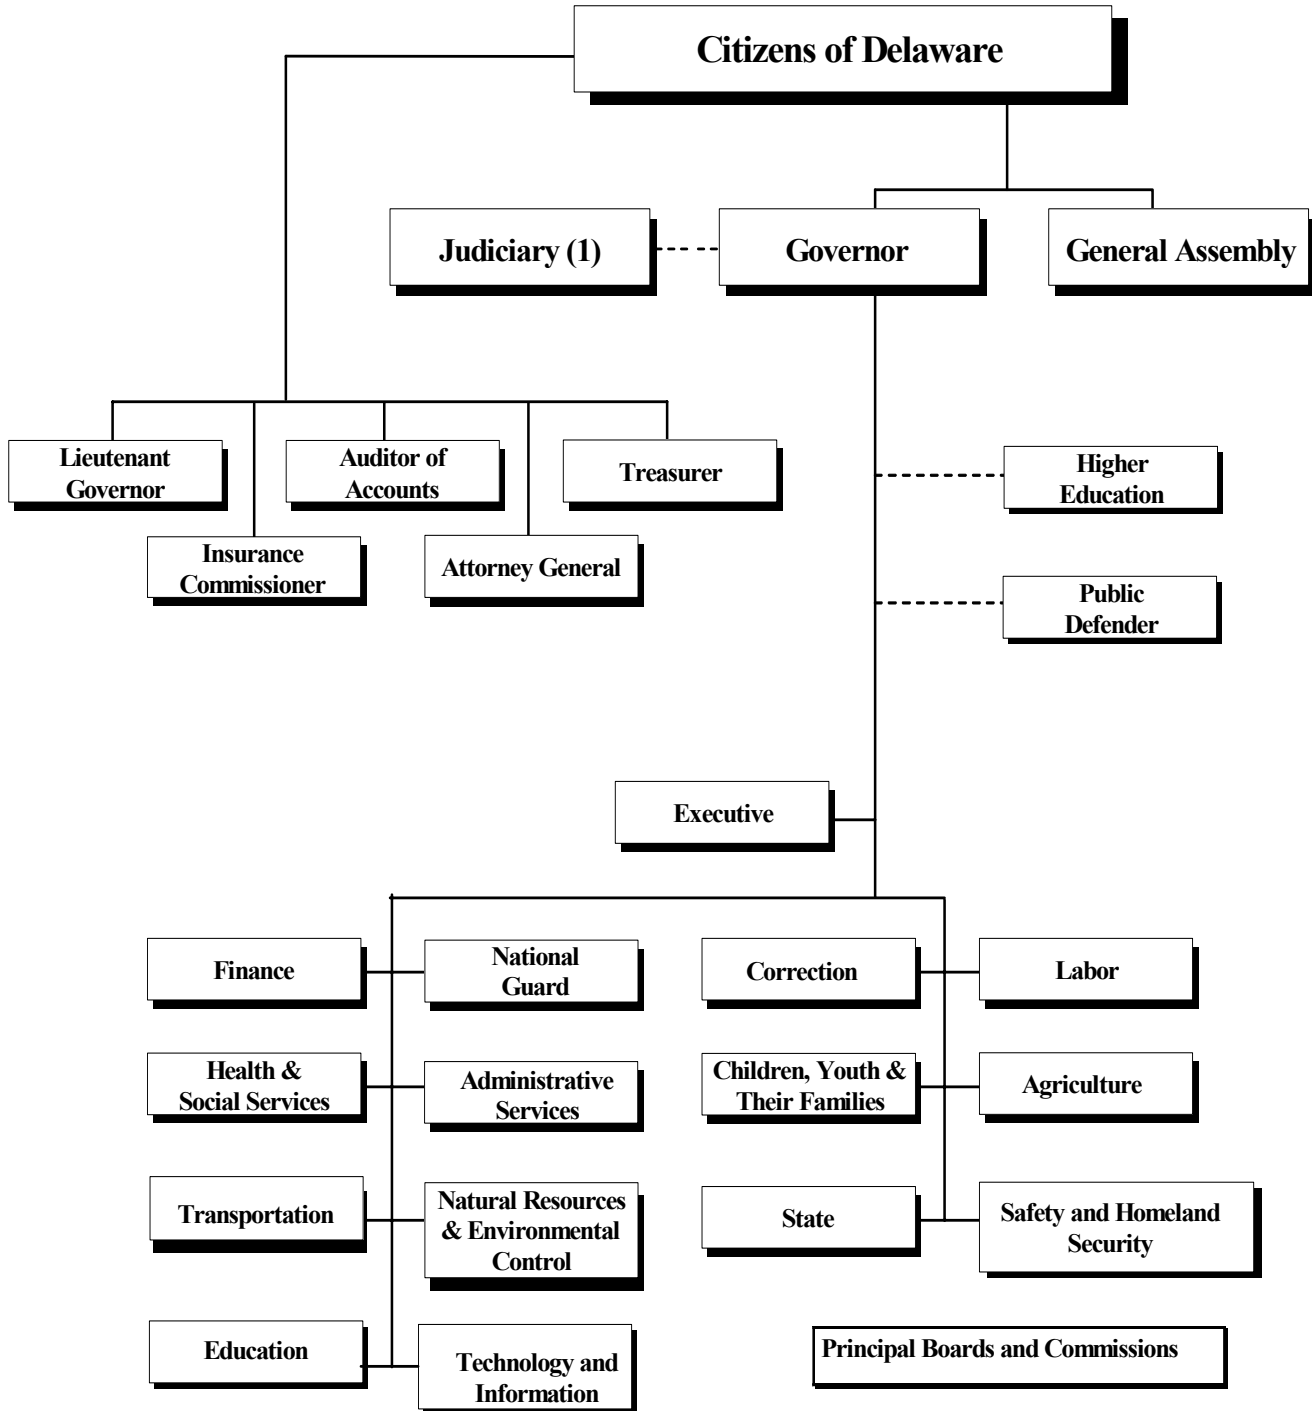 Citizens of Delaware
Judiciary (1)
Governor
General Assembly
Lieutenant
Governor
Auditor of
Accounts
Treasurer
Higher
Education
Insurance
Commissioner
Attorney General
Public
Defender
Executive
Finance
National
Guard
Correction
Labor
Health &
Social Services
Administrative
Services
Children, Youth &
Their Families
Agriculture
Transportation
Natural Resources
& Environmental
Control
State
Safety and Homeland
Security
Education
Technology and
Information
Principal Boards and Commissions